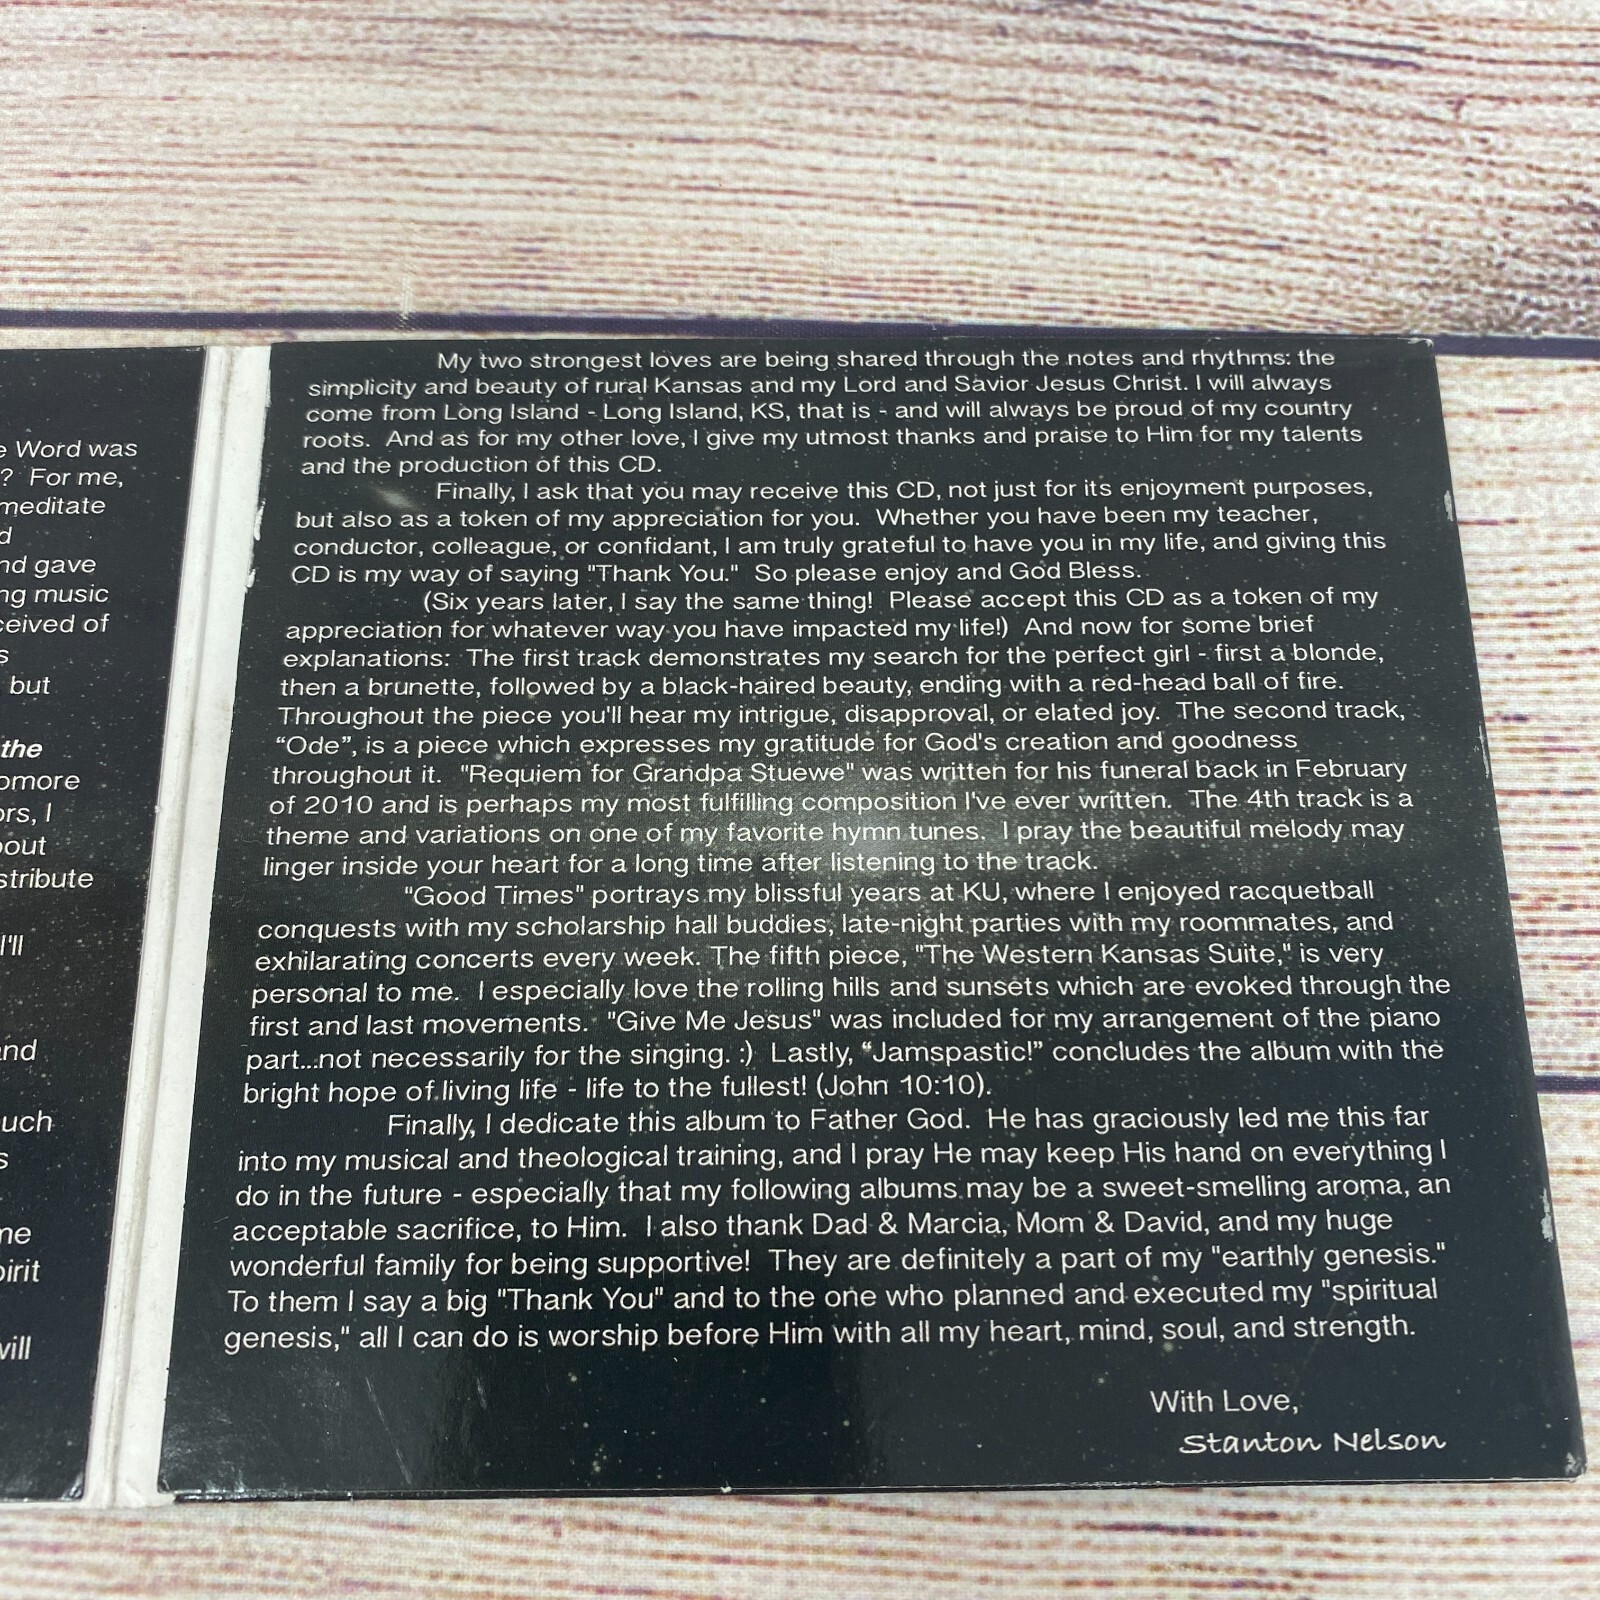 e Word was
? For me,
meditate
d
nd gave
ng music
ceived of
s
but
the
omore
ors, I
bout
stribute
I'll
and
uch
s
me
pirit
will
My two strongest loves are being shared through the notes and rhythms: the
simplicity and beauty of rural Kansas and my Lord and Savior Jesus Christ. I will always
come from Long Island - Long Island, KS, that is - and will always be proud of my country
roots. And as for my other love, I give my utmost thanks and praise to Him for my talents
and the production of this CD.
Finally, I ask that you may receive this CD, not just for its enjoyment purposes,
but also as a token of my appreciation for you. Whether you have been my teacher,
conductor, colleague, or confidant, I am truly grateful to have you in my life, and giving this
CD is my way of saying "Thank You." So please enjoy and God Bless.
(Six years later, I say the same thing! Please accept this CD as a token of my
appreciation for whatever way you have impacted my life!) And now for some brief
explanations: The first track demonstrates my search for the perfect girl - first a blonde,
then a brunette, followed by a black-haired beauty, ending with a red-head ball of fire.
Throughout the piece you'll hear my intrigue, disapproval, or elated joy. The second track,
“Ode”, is a piece which expresses my gratitude for God's creation and goodness
throughout it. "Requiem for Grandpa Stuewe" was written for his funeral back in February
of 2010 and is perhaps my most fulfilling composition I've ever written. The 4th track is a
theme and variations on one of my favorite hymn tunes. I pray the beautiful melody may
linger inside your heart for a long time after listening to the track.
"Good Times" portrays my blissful years at KU, where I enjoyed racquetball
conquests with my scholarship hall buddies, late-night parties with my roommates, and
exhilarating concerts every week. The fifth piece, "The Western Kansas Suite," is very
personal to me. I especially love the rolling hills and sunsets which are evoked through the
first and last movements. "Give Me Jesus" was included for my arrangement of the piano
part...not necessarily for the singing. :) Lastly, “Jamspastic!” concludes the album with the
bright hope of living life - life to the fullest! (John 10:10).
Finally, I dedicate this album to Father God. He has graciously led me this far
into my musical and theological training, and I pray He may keep His hand on everything I
do in the future - especially that my following albums may be a sweet-smelling aroma, an
acceptable sacrifice, to Him. I also thank Dad & Marcia, Mom & David, and my huge
wonderful family for being supportive! They are definitely a part of my "earthly genesis."
To them I say a big "Thank You" and to the one who planned and executed my "spiritual
genesis," all I can do is worship before Him with all my heart, mind, soul, and strength.
With Love,
Stanton Nelson